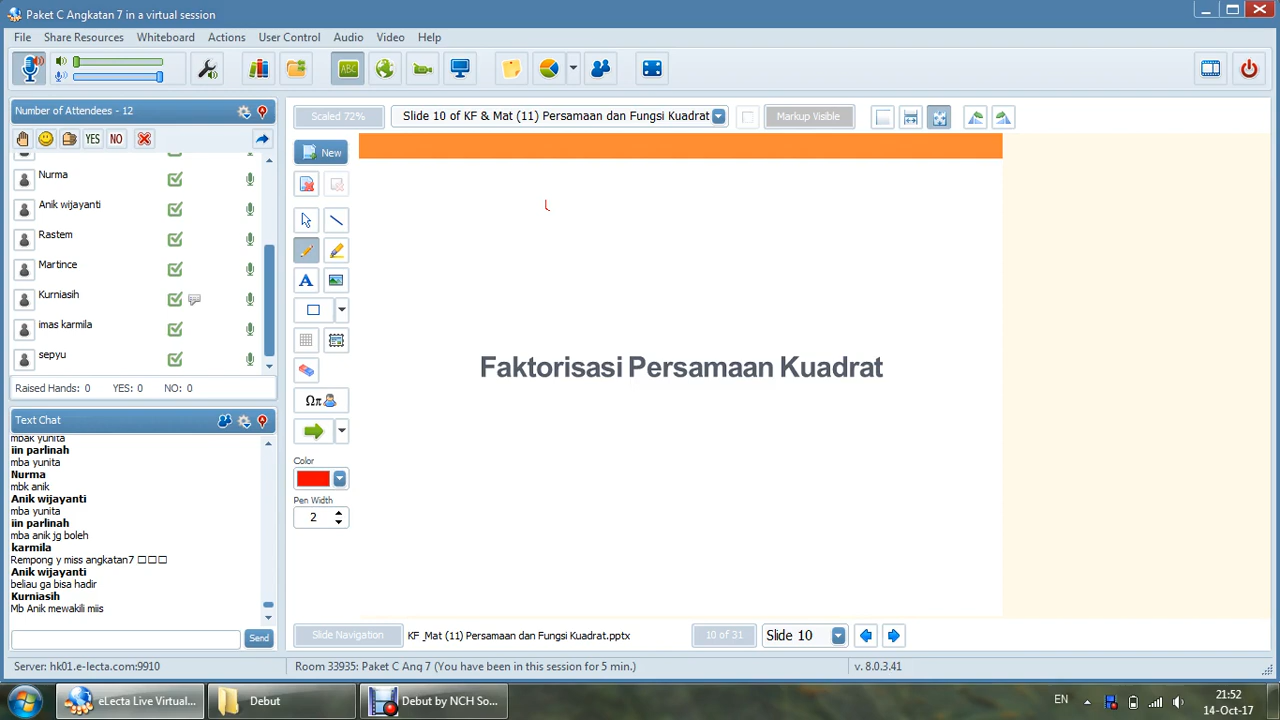 Paket C Angkatan 7 in a virtual session
File Share Resources Whiteboard Actions User Control Audio Video Help
ABC
Number of Attendees - 12
YES NO
Nurma
Anik wijayanti
Rastem
Martince
Kurniasih
imas karmila
sepyu
Raised Hands: 0 YES: 0 NO: 0
Text Chat
mbak yunita
iin parlinah
mba yunita
Nurma
mbk anik
Anik wijayanti
mba yunita
iin parlinah
mba anik jg boleh
karmila
Rempong y miss angkatan7 □□□
Anik wijayanti
beliau ga bisa hadir
Kurniasih
Mb Anik mewakili miis
Send
Scaled 72% Slide 10 of KF & Mat (11) Persamaan dan Fungsi Kuadrat Markup Visible
New
A
Ωπ
Color
Pen Width
2
Faktorisasi Persamaan Kuadrat
Slide Navigation KF _Mat (11) Persamaan dan Fungsi Kuadrat.pptx 10 of 31 Slide 10
Server: hk01.e-lecta.com:9910 Room 33935: Paket C Ang 7 (You have been in this session for 5 min.) v. 8.0.3.41
eLecta Live Virtual... Debut Debut by NCH So... EN 21:52
14-Oct-17